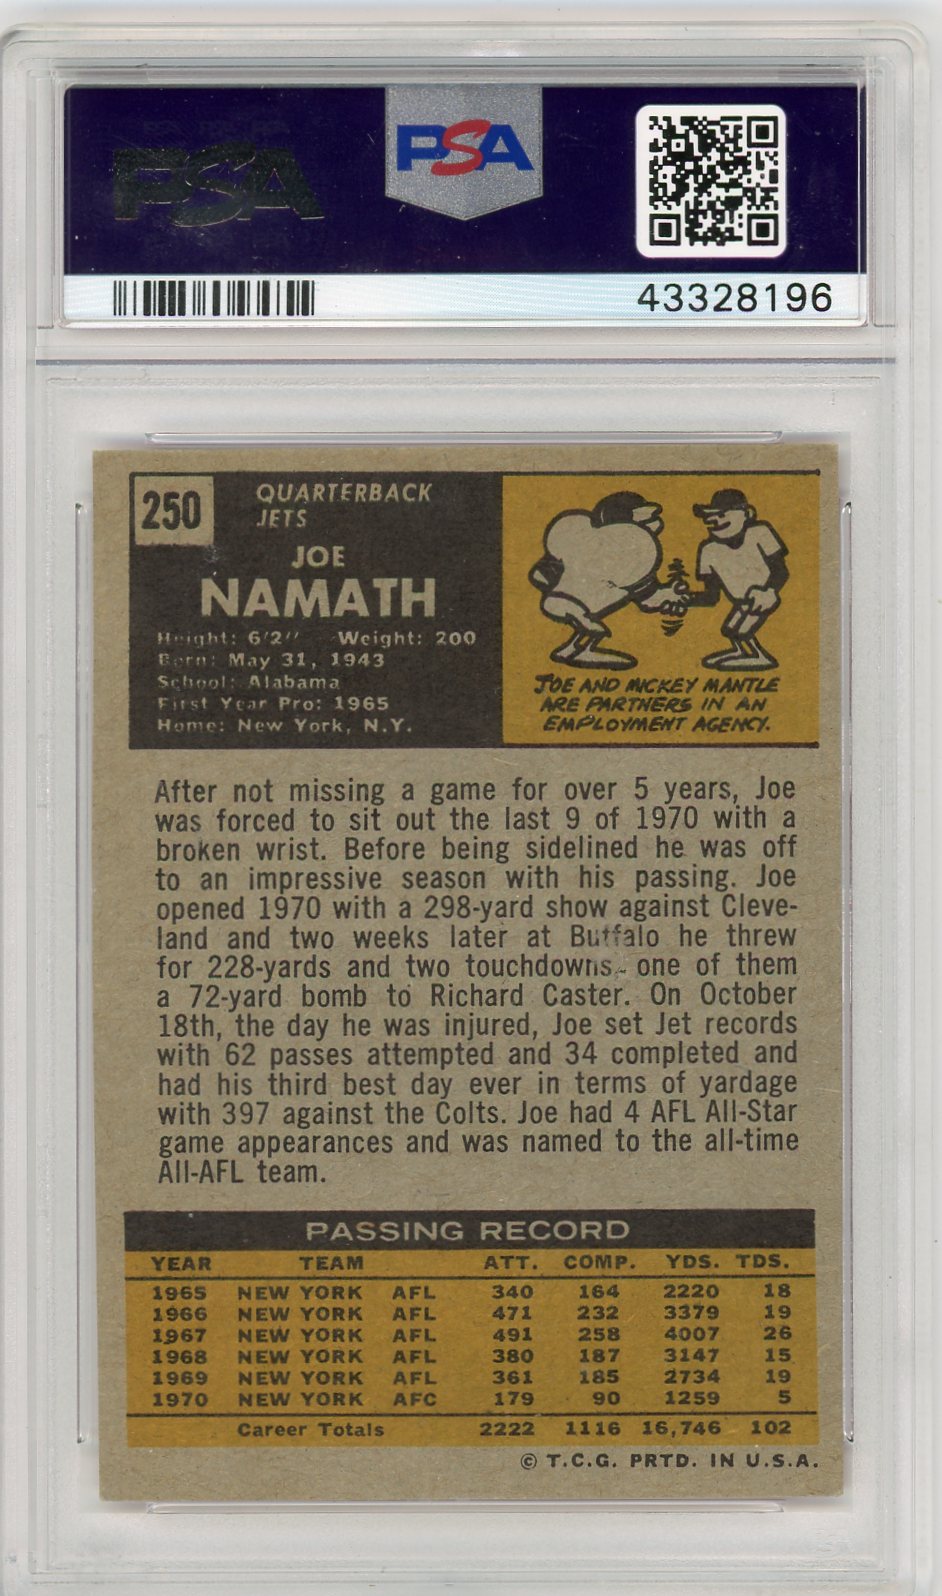 PSA
PSA
43328196
250
QUARTERBACK
JETS
JOE
NAMATH
Height: 6'2" Weight: 200
Born: May 31, 1943
School: Alabama
First Year Pro: 1965
Home: New York, N.Y.
JOE AND MICKEY MANTLE
ARE PARTNERS IN AN
EMPLOYMENT AGENCY.
After not missing a game for over 5 years, Joe
was forced to sit out the last 9 of 1970 with a
broken wrist. Before being sidelined he was off
to an impressive season with his passing. Joe
opened 1970 with a 298-yard show against Cleve-
land and two weeks later at Buffalo he threw
for 228-yards and two touchdowns, one of them
a 72-yard bomb to Richard Caster. On October
18th, the day he was injured, Joe set Jet records
with 62 passes attempted and 34 completed and
had his third best day ever in terms of yardage
with 397 against the Colts. Joe had 4 AFL All-Star
game appearances and was named to the all-time
All-AFL team.
PASSING RECORD
YEAR TEAM ATT. COMP. YDS. TDS.
1965 NEW YORK AFL 340 164 2220 18
1966 NEW YORK AFL 471 232 3379 19
1967 NEW YORK AFL 491 258 4007 26
1968 NEW YORK AFL 380 187 3147 15
1969 NEW YORK AFL 361 185 2734 19
1970 NEW YORK AFC 179 90 1259 5
Career Totals 2222 1116 16,746 102
© T.C.G. PRTD. IN U.S.A.